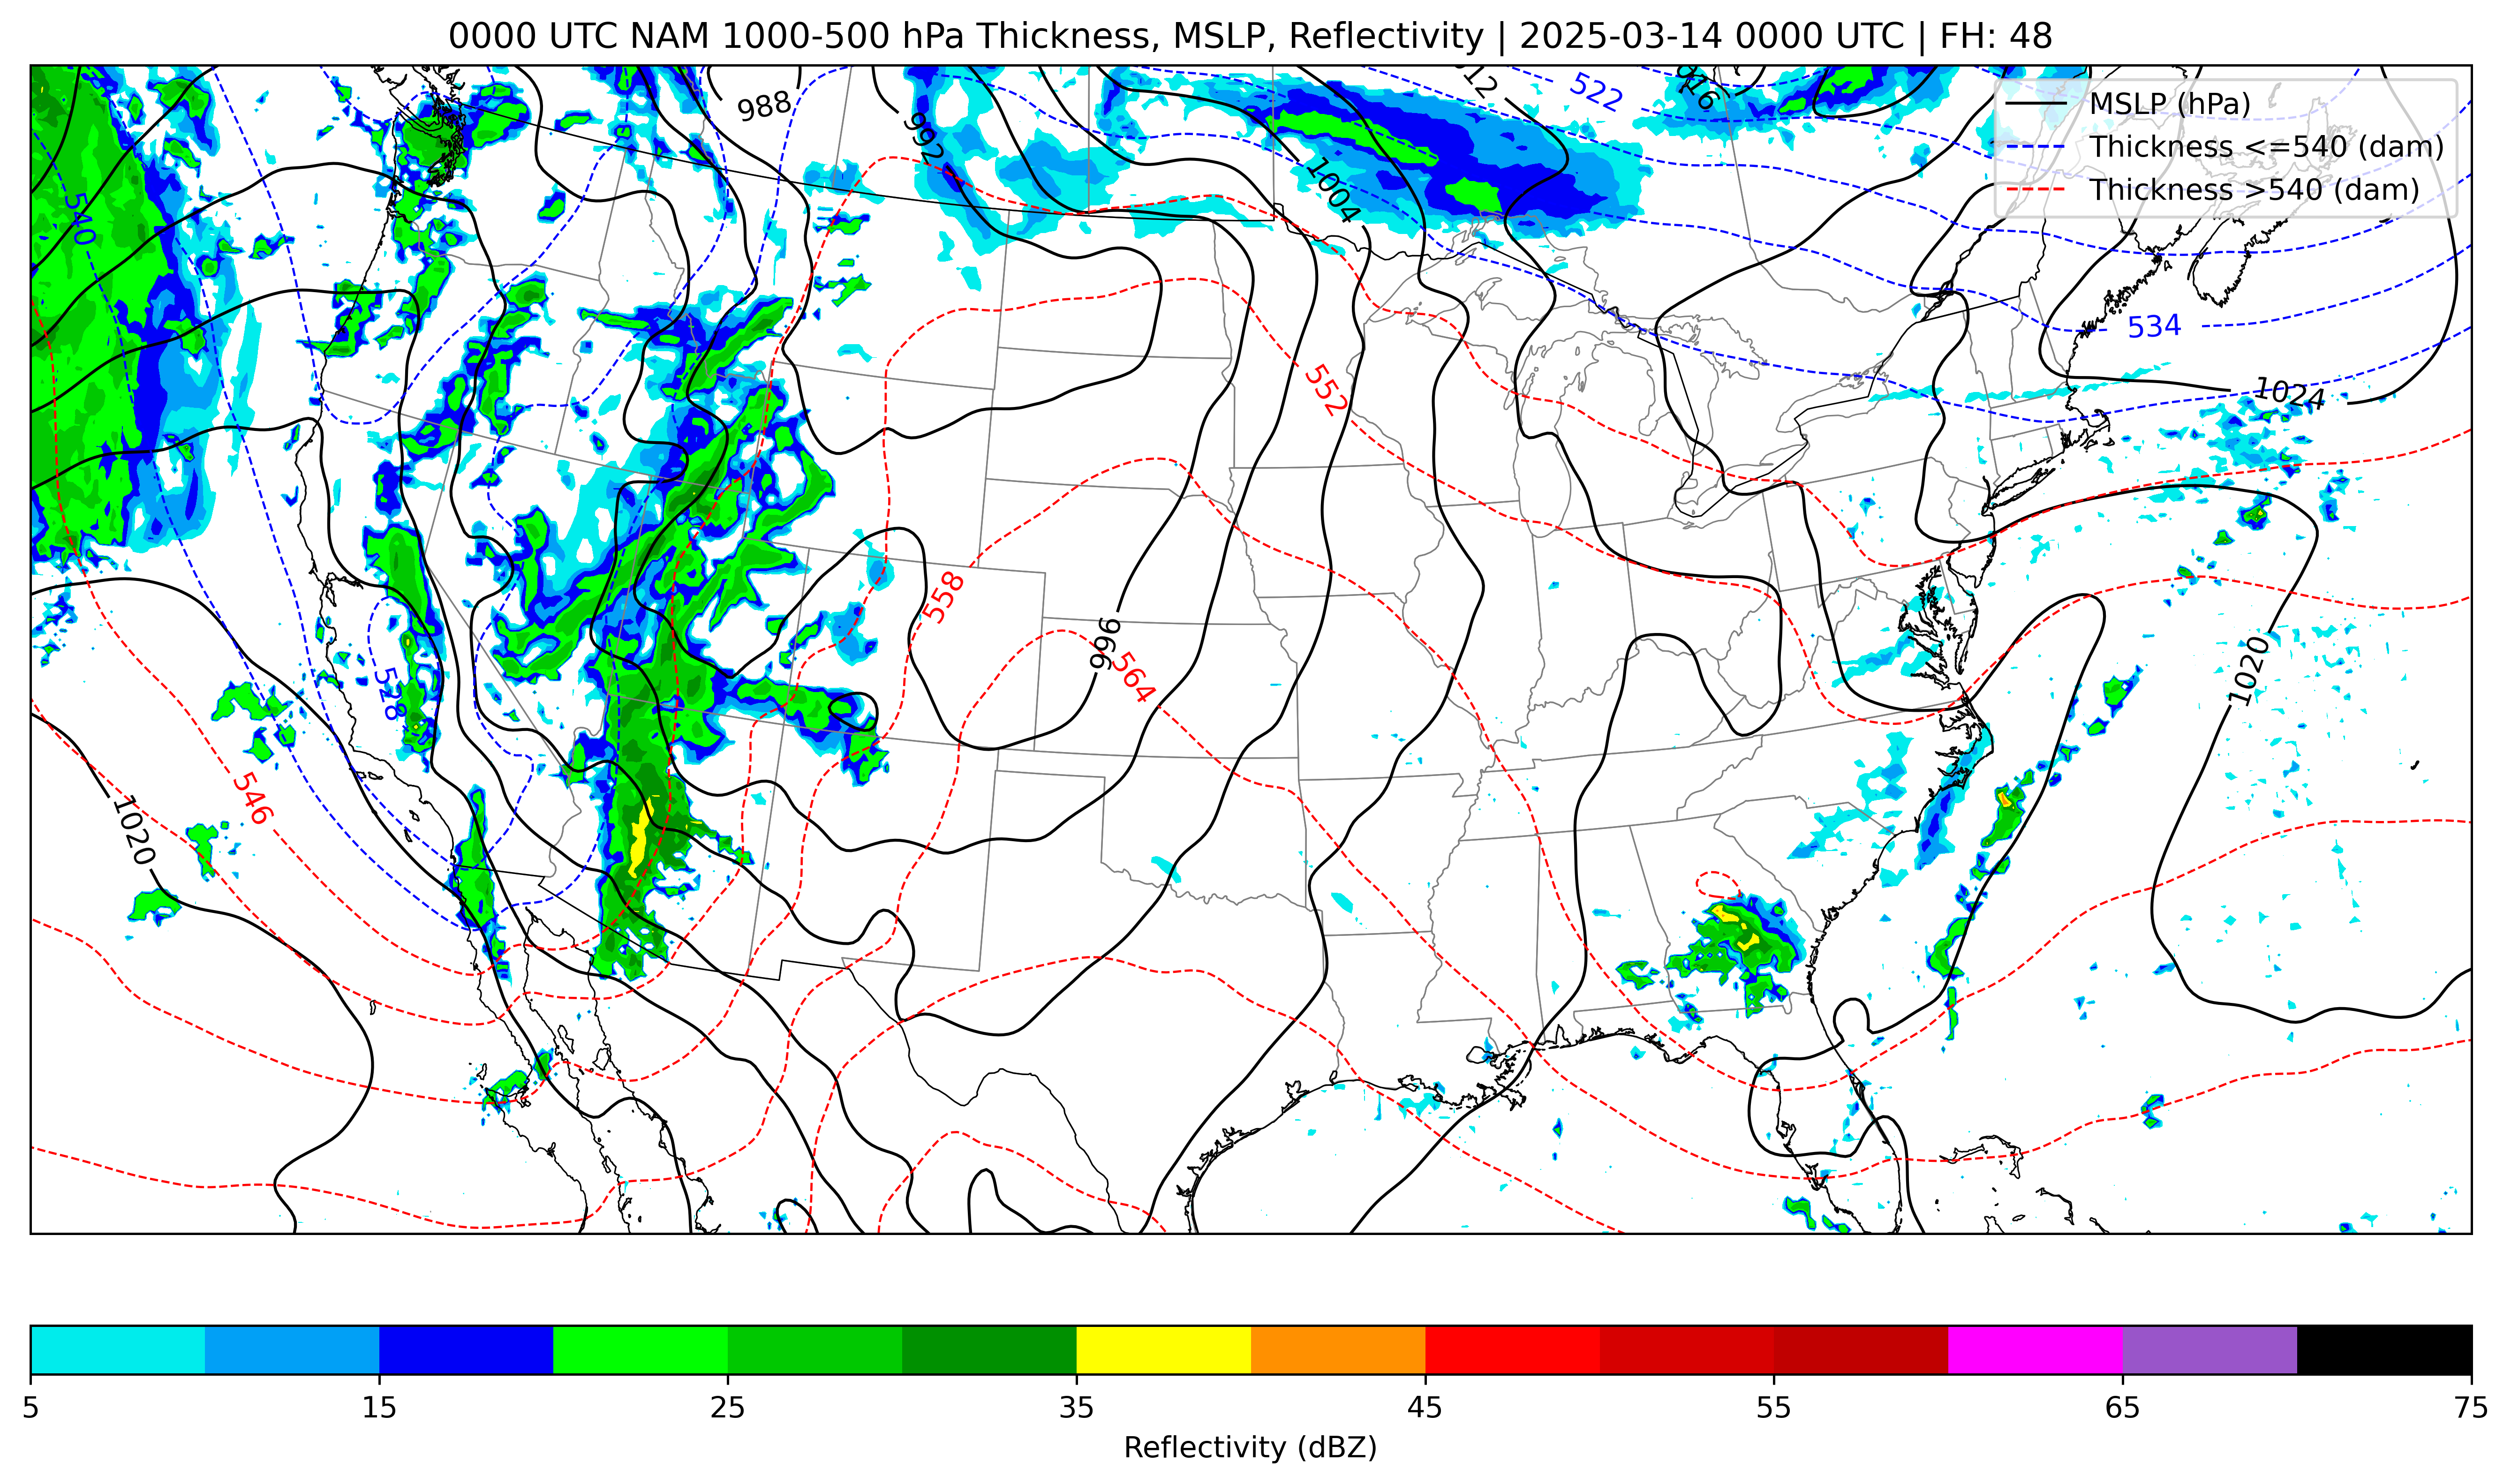 0000 UTC NAM 1000-500 hPa Thickness, MSLP, Reflectivity | 2025-03-14 0000 UTC | FH: 48
MSLP (hPa)
Thickness <=540 (dam)
Thickness >540 (dam)
988
992
1004
522
540
534
1024
552
558
996
564
528
1020
546
1020
5 15 25 35 45 55 65 75
Reflectivity (dBZ)